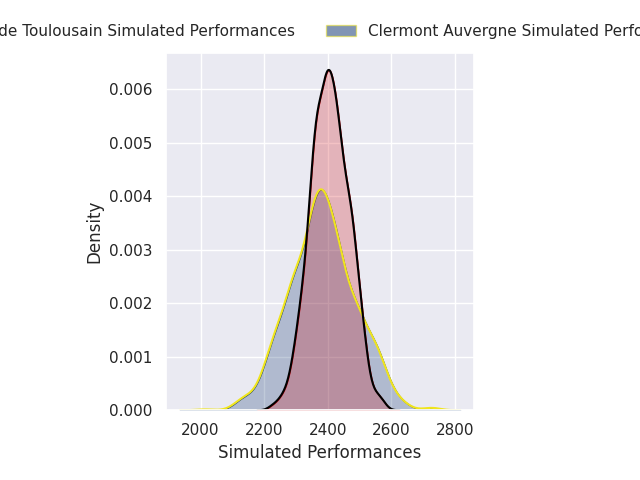 de Toulousain Simulated Performances Clermont Auvergne Simulated Perfo
0.006
0.005
0.004
0.003
0.002
0.001
0.000
Density
2000 2200 2400 2600 2800
Simulated Performances